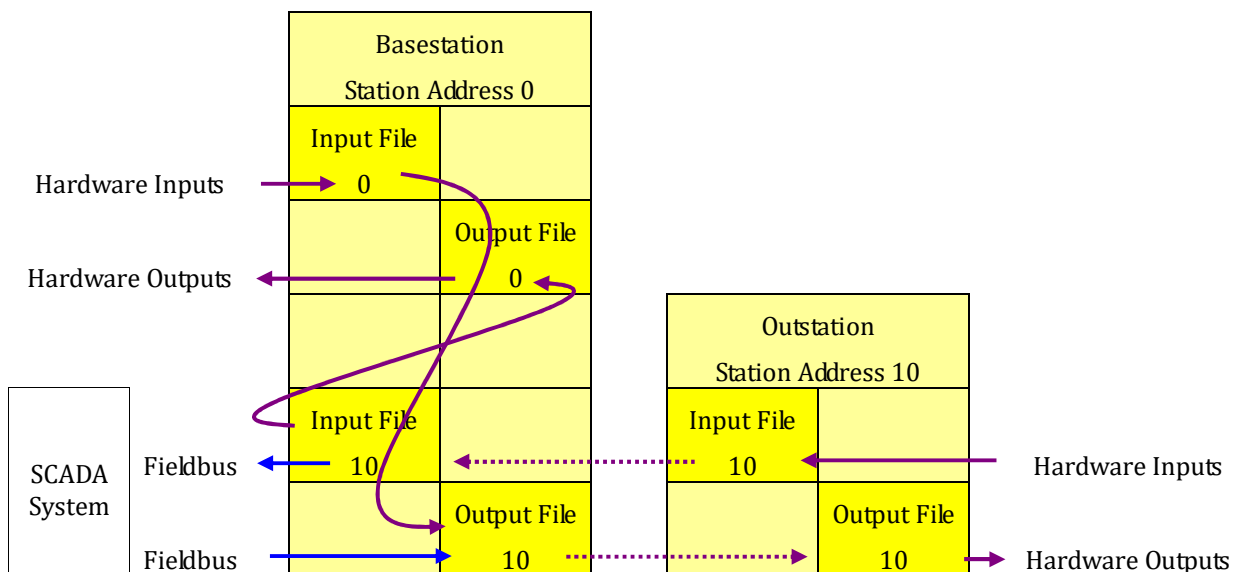 Basestation
Station Address 0
Input File
Hardware Inputs
0
Output File
Hardware Outputs
0
Outstation
Station Address 10
Input File
Input File
SCADA
System
Fieldbus
10
10
Hardware Inputs
Output File
Output File
Fieldbus
10
10
Hardware Outputs